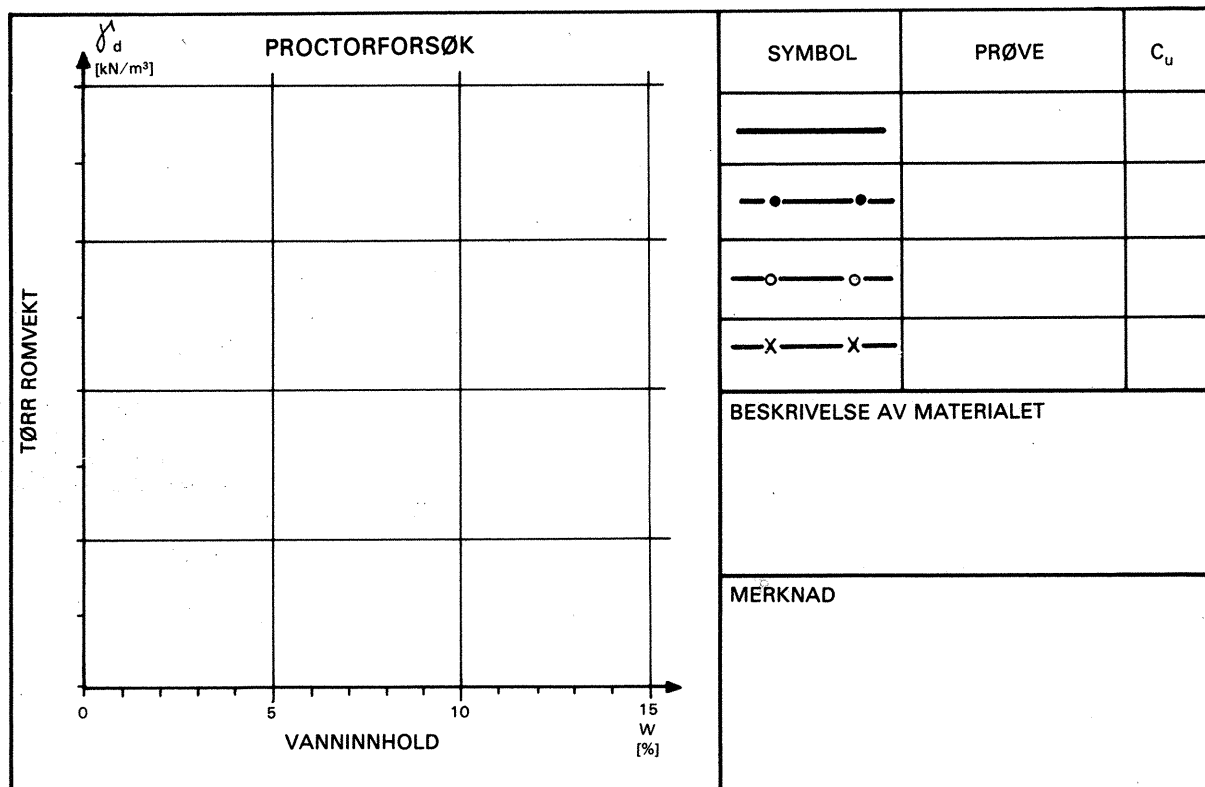 γd
[kN/m³]
PROCTORFORSØK
TØRR ROMVEKT
0 5 10 15
W
[%]
VANNINNHOLD
SYMBOL PRØVE Cu
BESKRIVELSE AV MATERIALET
MERKNAD